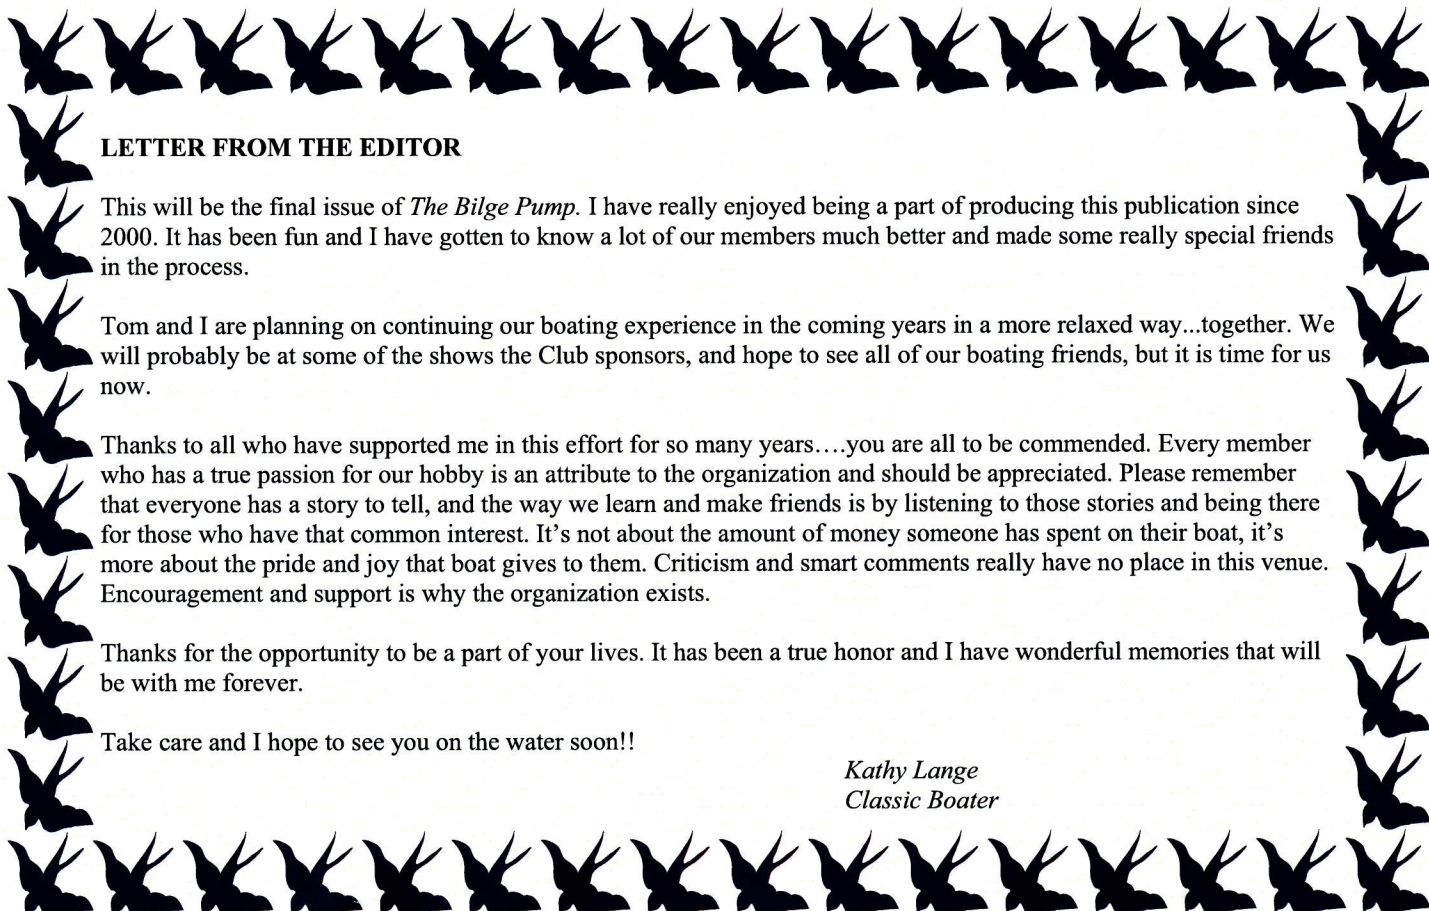 LETTER FROM THE EDITOR
This will be the final issue of The Bilge Pump. I have really enjoyed being a part of producing this publication since
2000. It has been fun and I have gotten to know a lot of our members much better and made some really special friends
in the process.
Tom and I are planning on continuing our boating experience in the coming years in a more relaxed way...together. We
will probably be at some of the shows the Club sponsors, and hope to see all of our boating friends, but it is time for us
now.
Thanks to all who have supported me in this effort for so many years....you are all to be commended. Every member
who has a true passion for our hobby is an attribute to the organization and should be appreciated. Please remember
that everyone has a story to tell, and the way we learn and make friends is by listening to those stories and being there
for those who have that common interest. It's not about the amount of money someone has spent on their boat, it's
more about the pride and joy that boat gives to them. Criticism and smart comments really have no place in this venue.
Encouragement and support is why the organization exists.
Thanks for the opportunity to be a part of your lives. It has been a true honor and I have wonderful memories that will
be with me forever.
Take care and I hope to see you on the water soon!!
Kathy Lange
Classic Boater